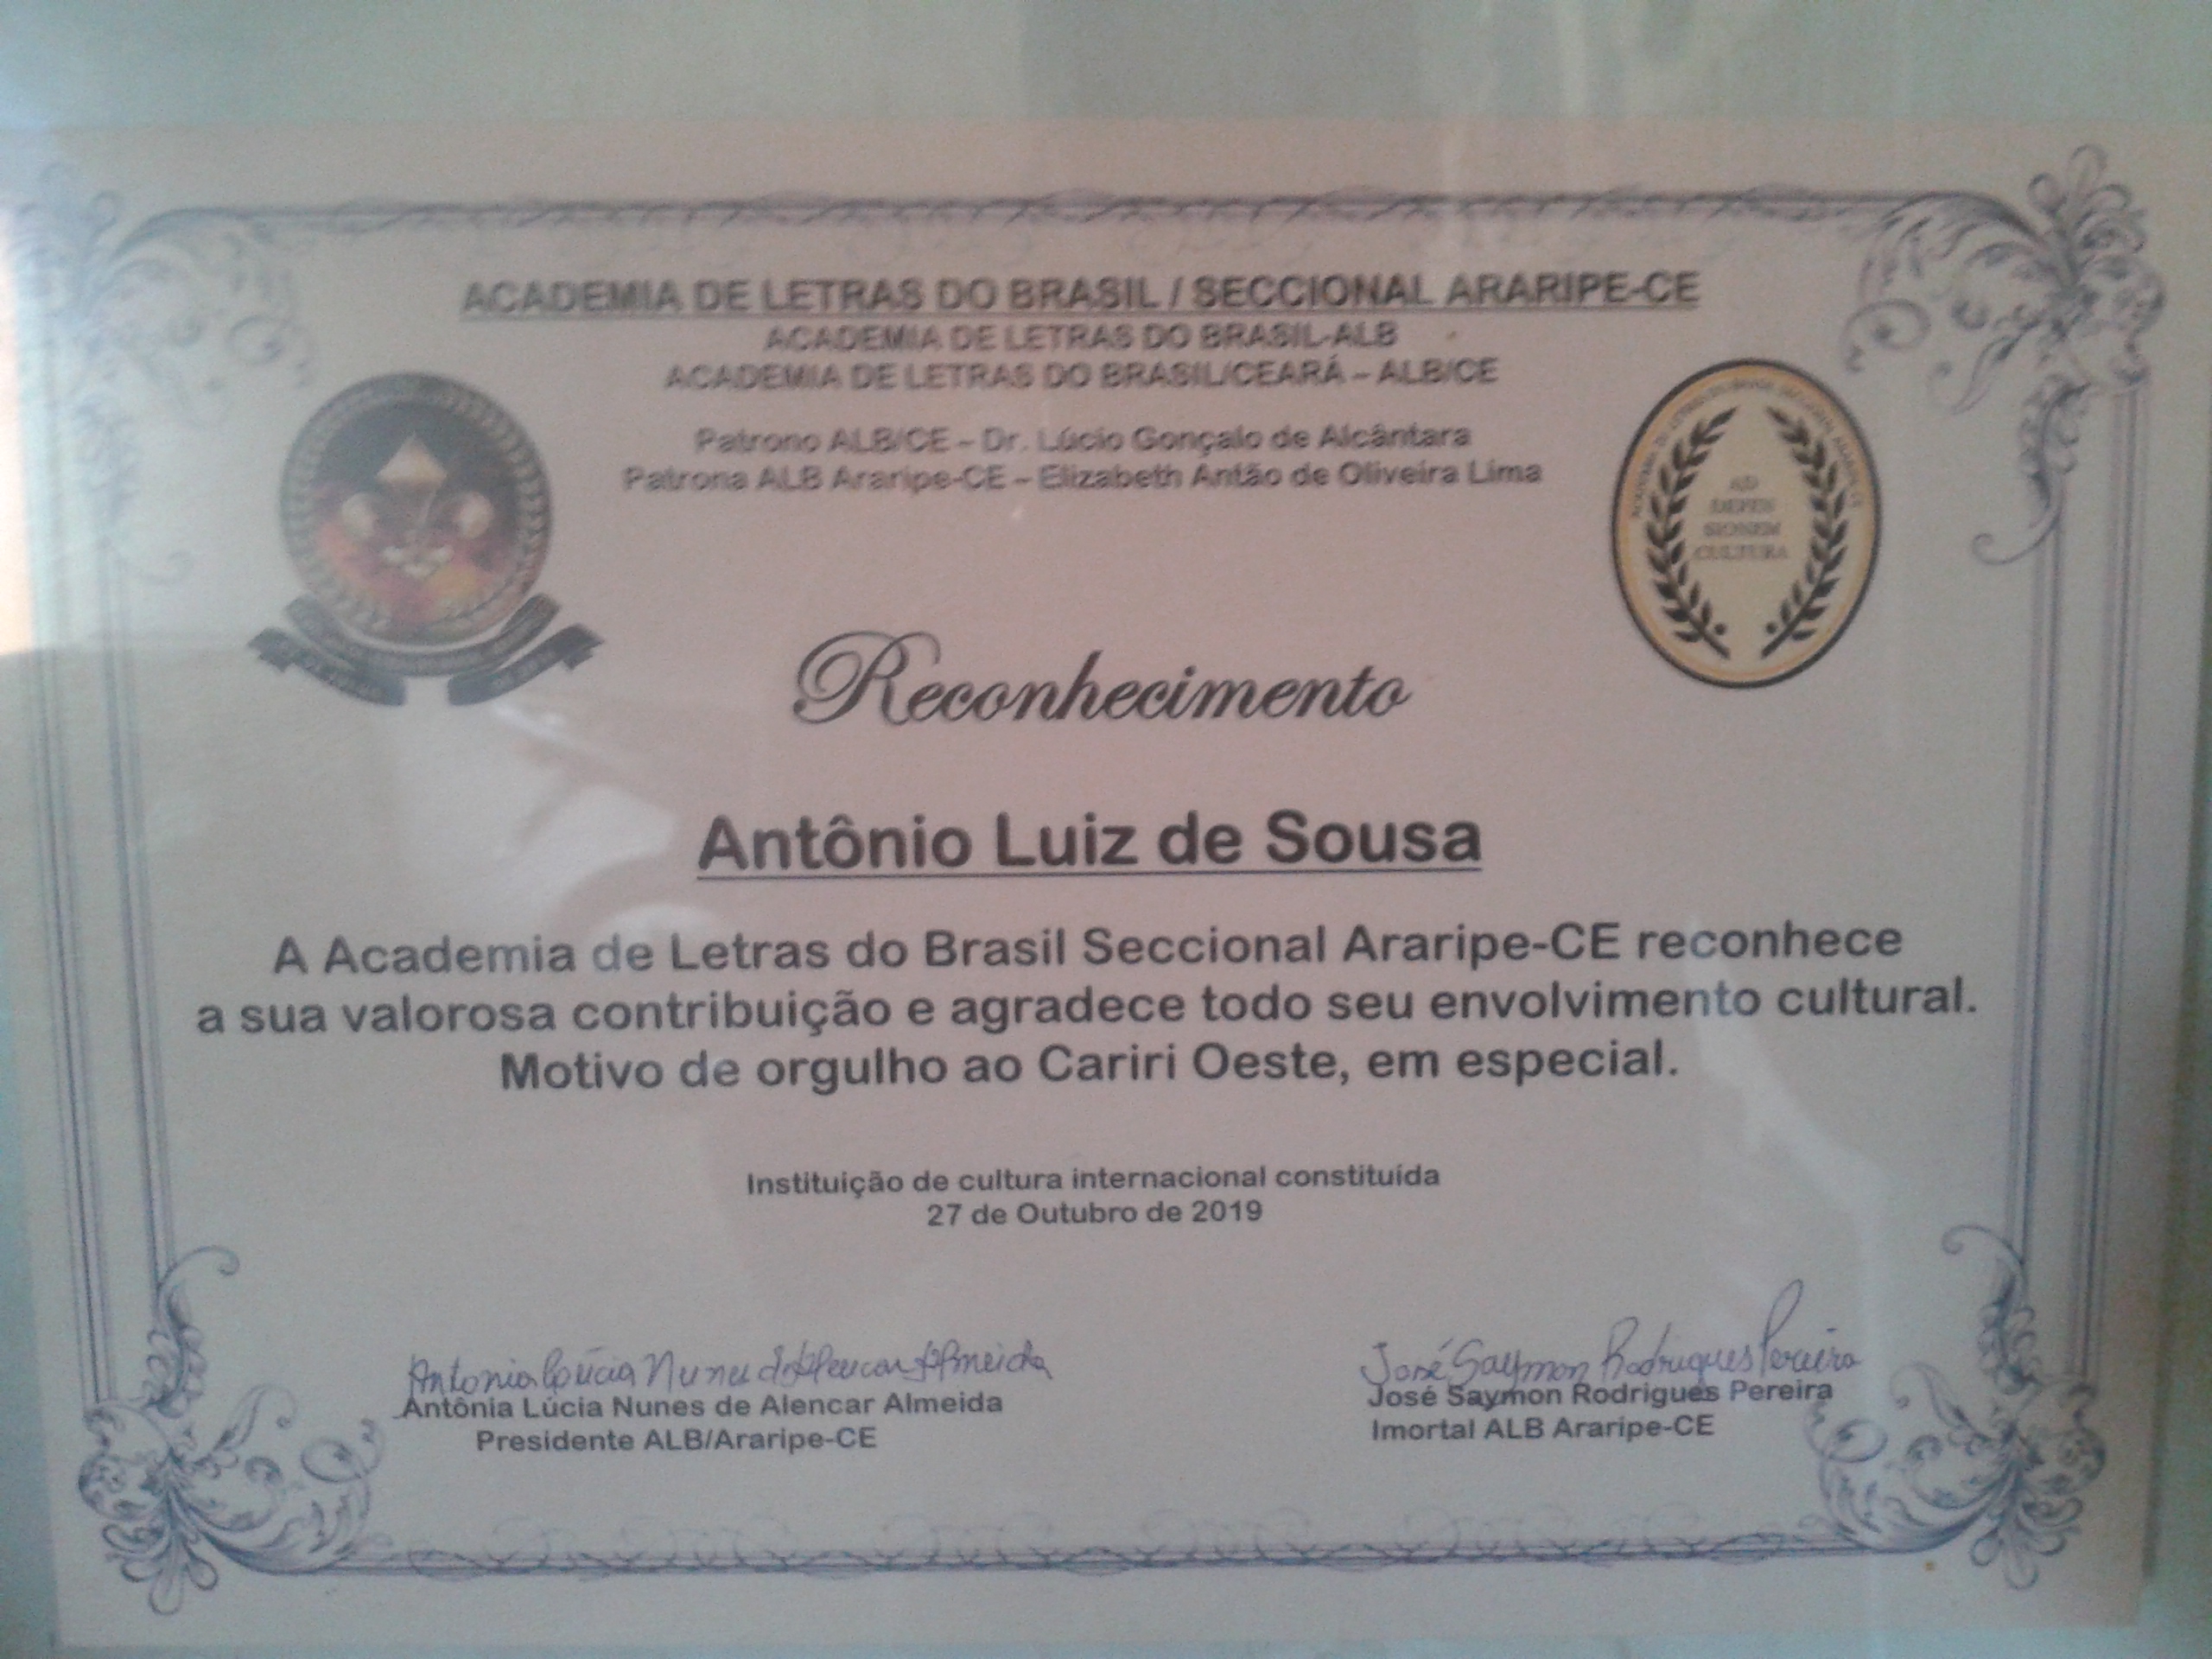 ACADEMIA DE LETRAS DO BRASIL / SECCIONAL ARARIPE-CE
ACADEMIA DE LETRAS DO BRASIL-ALB
ACADEMIA DE LETRAS DO BRASIL/CEARÁ – ALB/CE
Patrono ALB/CE – Dr. Lúcio Gonçalo de Alcântara
Patrona ALB Araripe-CE – Elizabeth Antão de Oliveira Lima
AD
DEFEN
SIONEM
CULTURA
Reconhecimento
Antônio Luiz de Sousa
A Academia de Letras do Brasil Seccional Araripe-CE reconhece
a sua valorosa contribuição e agradece todo seu envolvimento cultural.
Motivo de orgulho ao Cariri Oeste, em especial.
Instituição de cultura internacional constituída
27 de Outubro de 2019
Antonia Lúcia Nunes de Alencar Almeida
Antônia Lúcia Nunes de Alencar Almeida
Presidente ALB/Araripe-CE
José Saymon Rodrigues Pereira
José Saymon Rodrigues Pereira
Imortal ALB Araripe-CE